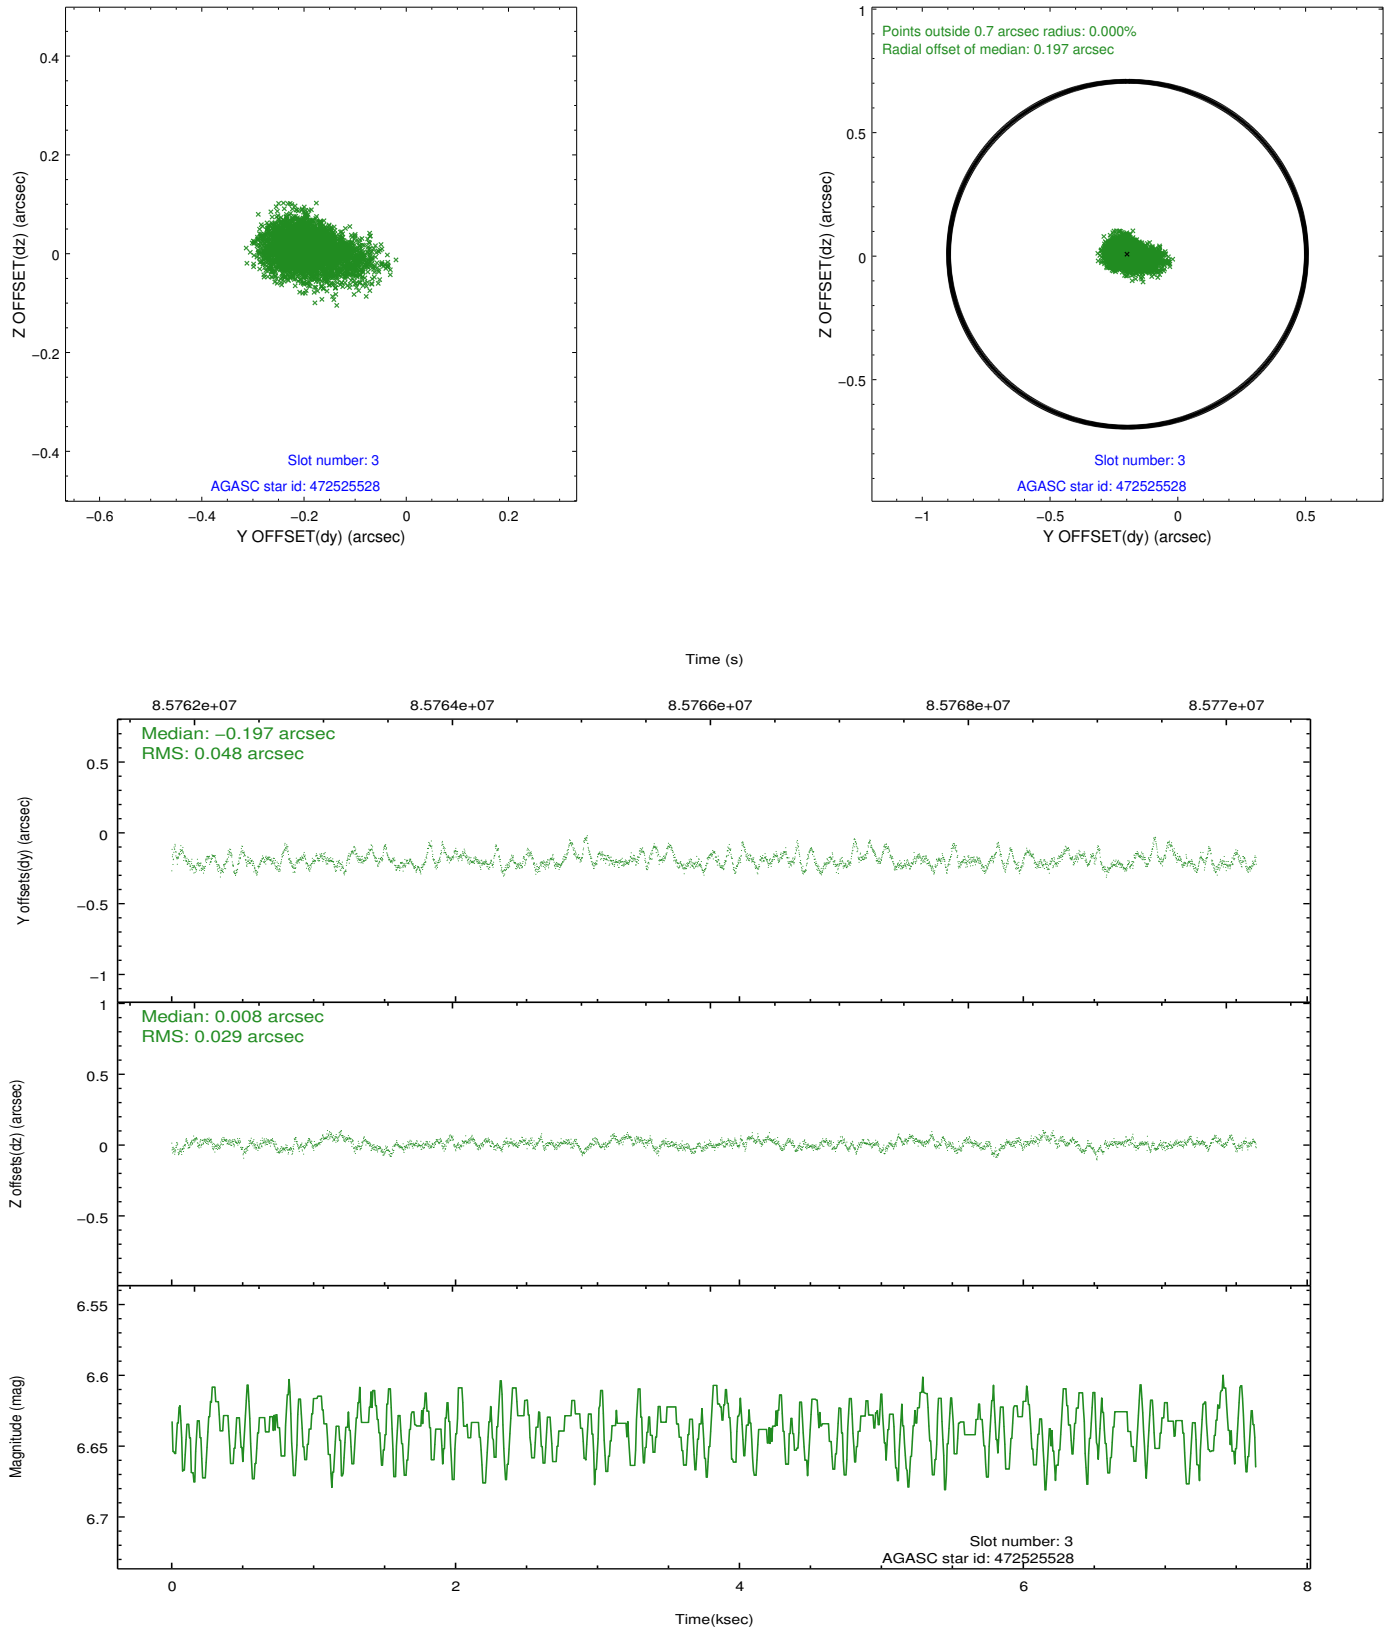 0.4
0.2
0
−0.2
−0.4
Z OFFSET(dz) (arcsec)
Slot number: 3
AGASC star id: 472525528
−0.6
−0.4
−0.2
0
0.2
Y OFFSET(dy) (arcsec)
1
0.5
0
−0.5
Z OFFSET(dz) (arcsec)
Points outside 0.7 arcsec radius: 0.000%
Radial offset of median: 0.197 arcsec
Slot number: 3
AGASC star id: 472525528
−1
−0.5
0
0.5
Y OFFSET(dy) (arcsec)
Time (s)
8.5762e+07
8.5764e+07
8.5766e+07
8.5768e+07
8.577e+07
Median: −0.197 arcsec
RMS: 0.048 arcsec
0.5
0
−0.5
−1
Y offsets(dy) (arcsec)
Median: 0.008 arcsec
RMS: 0.029 arcsec
1
0.5
0
−0.5
Z offsets(dz) (arcsec)
6.55
6.6
6.65
6.7
Magnitude (mag)
Slot number: 3
AGASC star id: 472525528
0
2
4
6
8
Time(ksec)